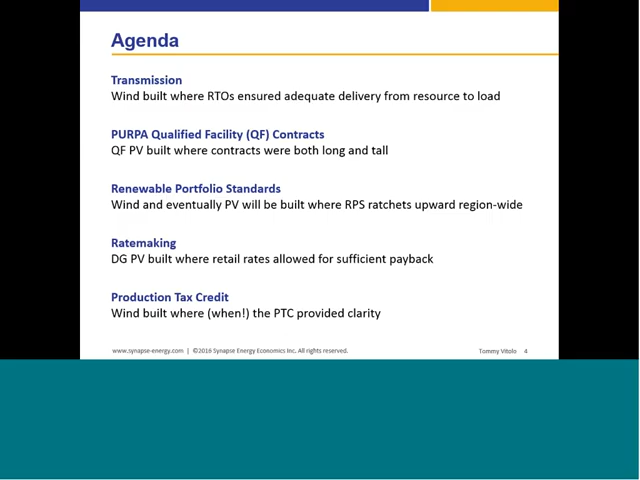 Agenda
Transmission
Wind built where RTOs ensured adequate delivery from resource to load
PURPA Qualified Facility (QF) Contracts
QF PV built where contracts were both long and tall
Renewable Portfolio Standards
Wind and eventually PV will be built where RPS ratchets upward region-wide
Ratemaking
DG PV built where retail rates allowed for sufficient payback
Production Tax Credit
Wind built where (when!) the PTC provided clarity
www.synapse-energy.com | ©2016 Synapse Energy Economics Inc. All rights reserved. Tommy Vitolo 4